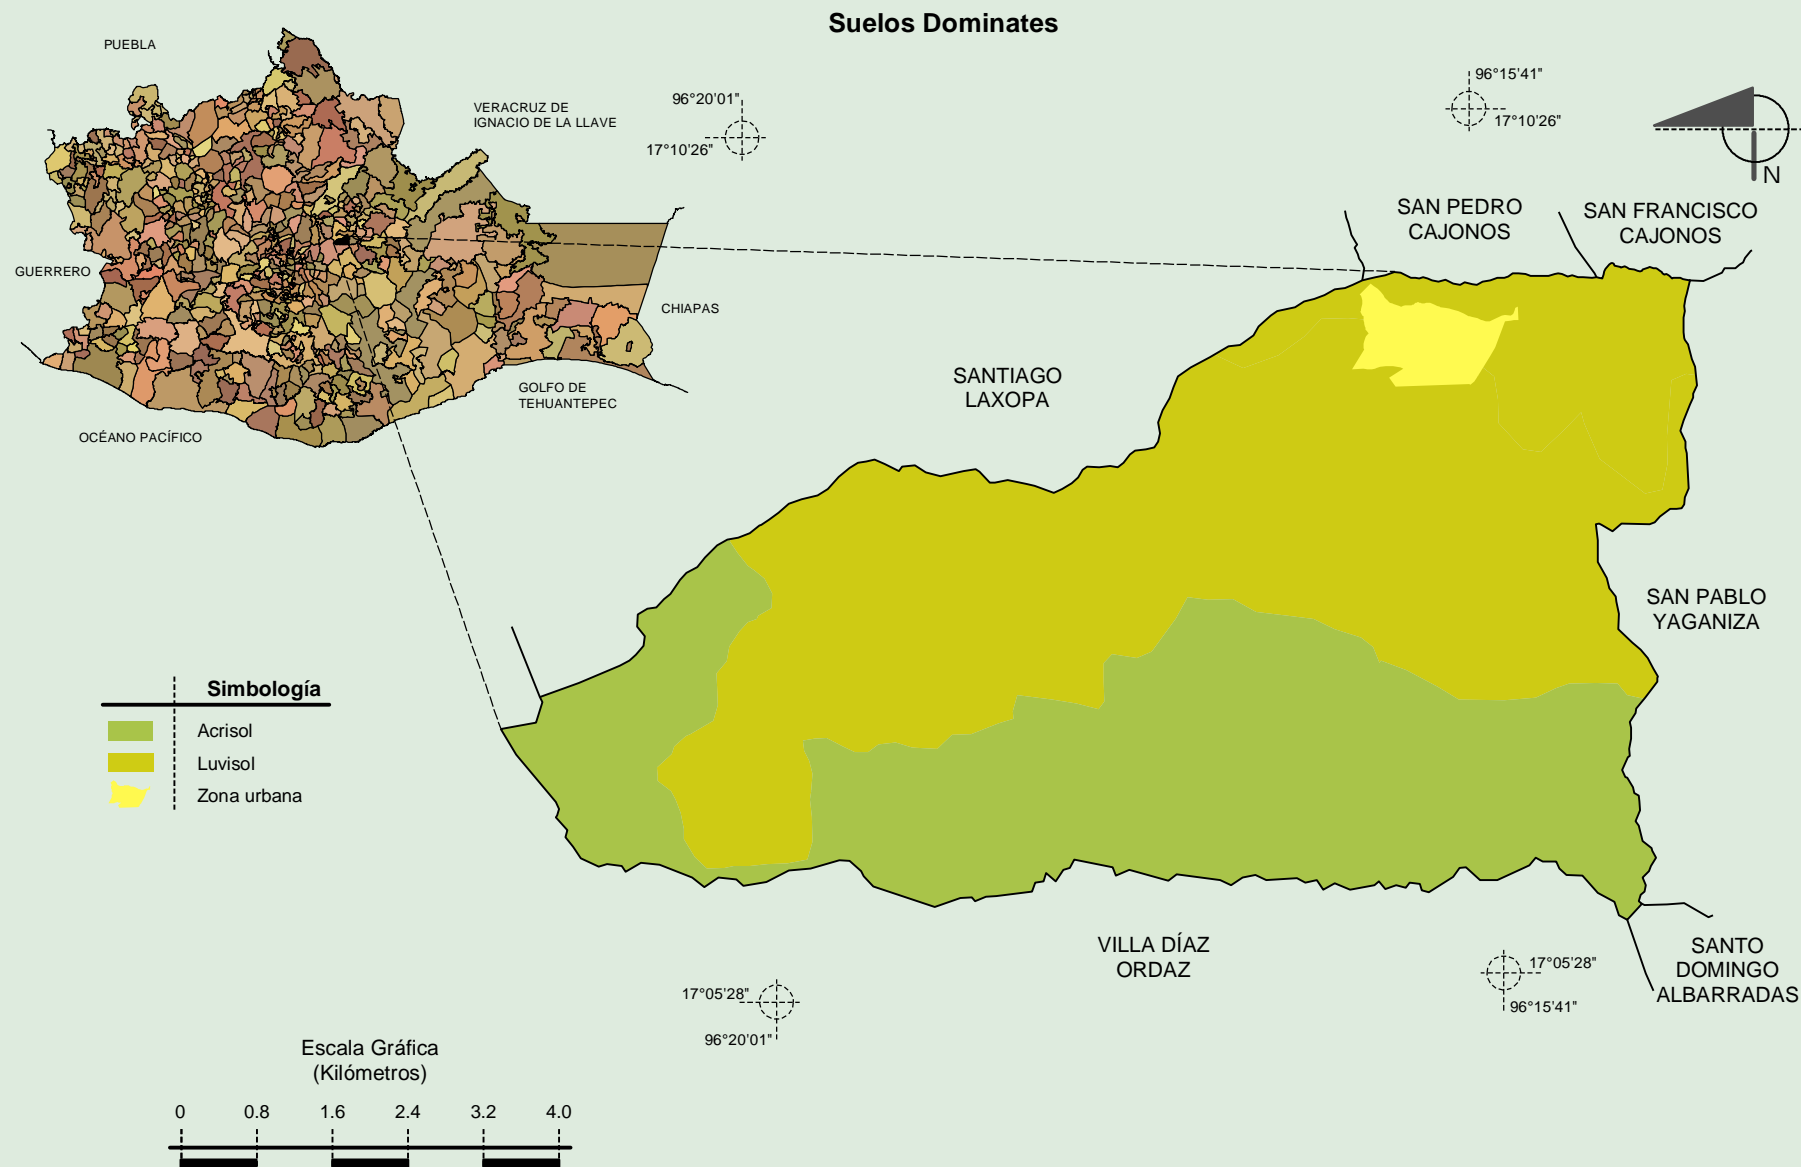 Suelos Dominates
PUEBLA
VERACRUZ DE
IGNACIO DE LA LLAVE
GUERRERO
CHIAPAS
GOLFO DE
TEHUANTEPEC
OCÉANO PACÍFICO
96°20'01"
17°10'26"
96°15'41"
17°10'26"
N
SAN PEDRO
CAJONOS
SAN FRANCISCO
CAJONOS
SANTIAGO
LAXOPA
SAN PABLO
YAGANIZA
Simbología
Acrisol
Luvisol
Zona urbana
VILLA DÍAZ
ORDAZ
SANTO
DOMINGO
ALBARRADAS
17°05'28"
96°20'01"
17°05'28"
96°15'41"
Escala Gráfica
(Kilómetros)
0 0.8 1.6 2.4 3.2 4.0